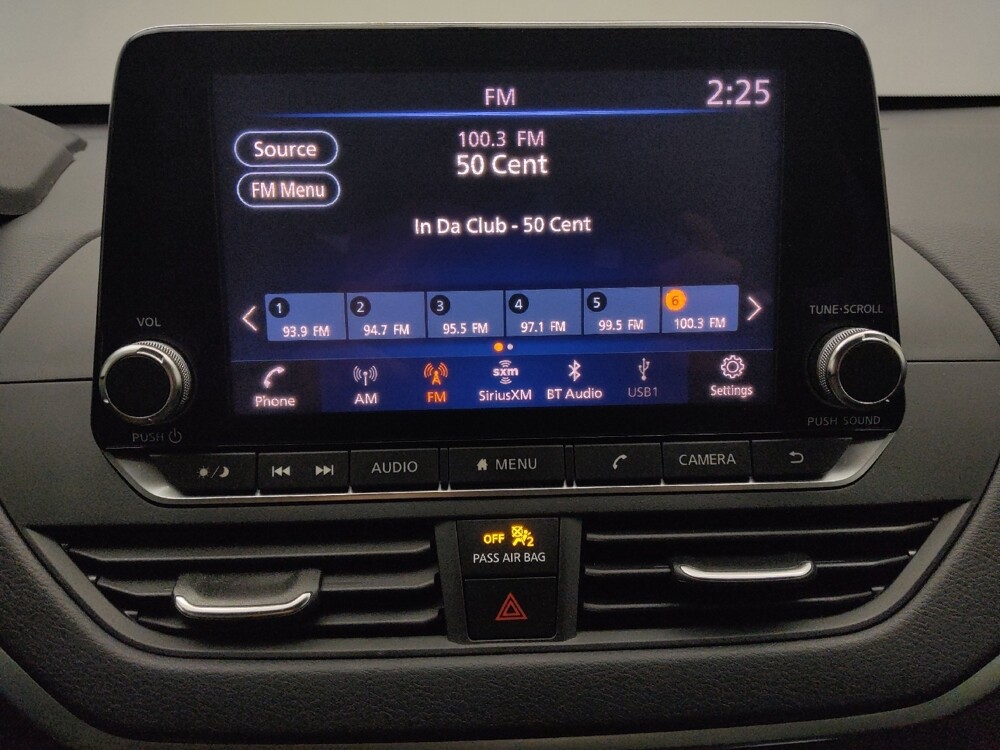 FM
2:25
Source
100.3 FM
50 Cent
FM Menu
In Da Club - 50 Cent
1
93.9 FM
2
94.7 FM
3
95.5 FM
4
97.1 FM
5
99.5 FM
6
100.3 FM
VOL
TUNE·SCROLL
Phone
AM
FM
sxm
SiriusXM
BT Audio
USB1
Settings
PUSH
PUSH SOUND
AUDIO
MENU
CAMERA
OFF 2
PASS AIR BAG